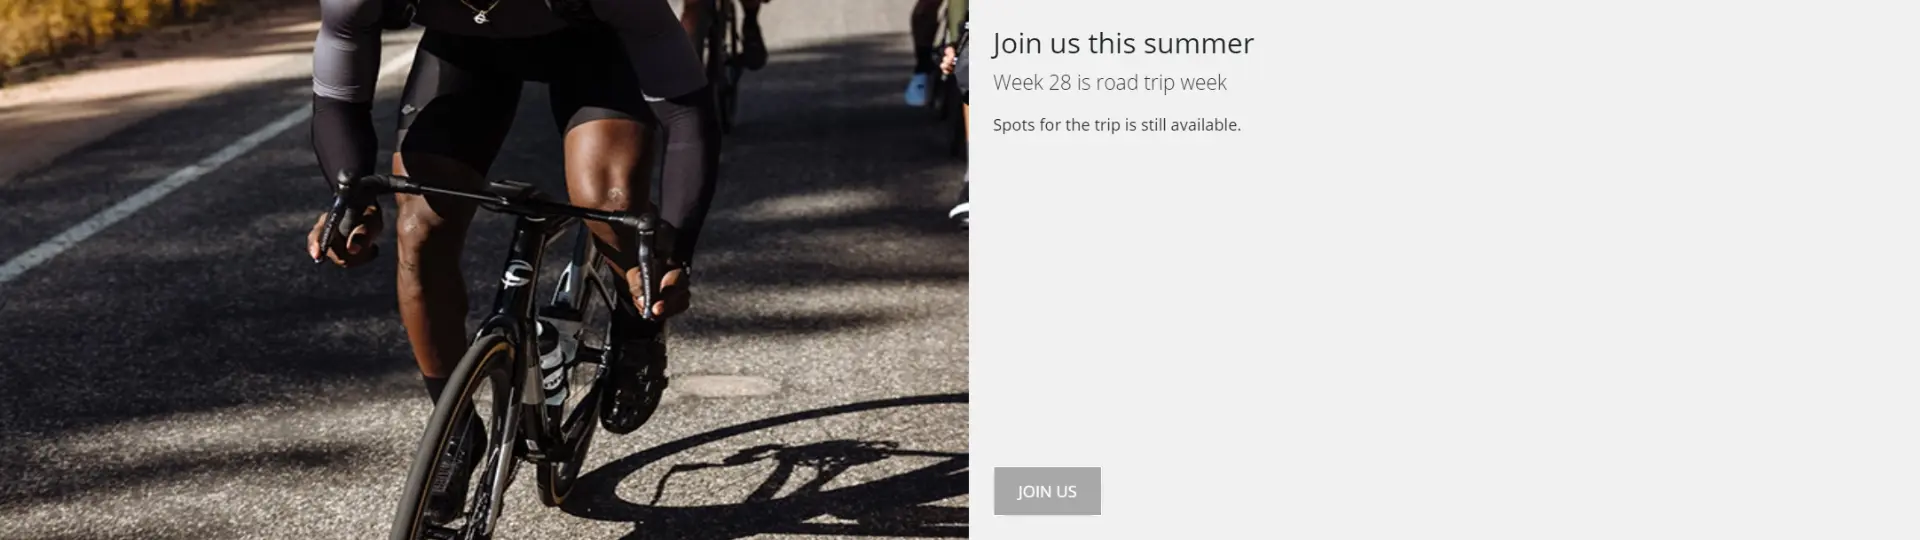 Join us this summer
Week 28 is road trip week
Spots for the trip is still available.
JOIN US